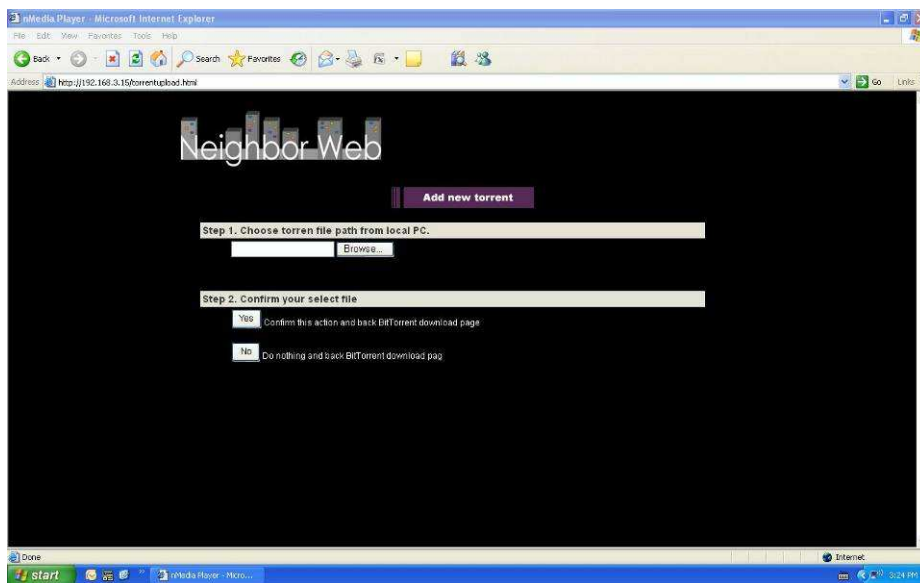 nMedia Player - Microsoft Internet Explorer
File Edit View Favorites Tools Help
Back Search Favorites
Address http://192.168.3.15/torrentupload.html Go Links
Neighbor Web
Add new torrent
Step 1. Choose torren file path from local PC.
Browse...
Step 2. Confirm your select file
Yes Confirm this action and back BitTorrent download page
No Do nothing and back BitTorrent download pag
Done Internet
start nMedia Player - Micro... 3:24 PM